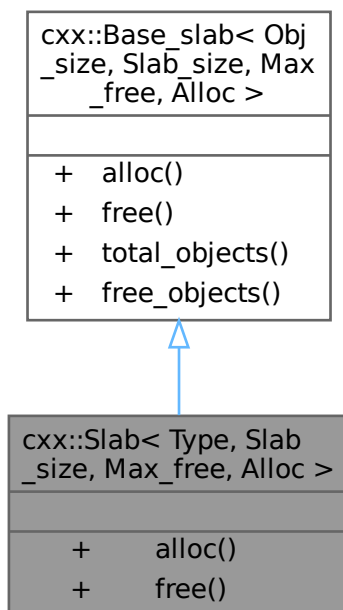 cxx::Base_slab< Obj
_size, Slab_size, Max
_free, Alloc >
+ alloc()
+ free()
+ total_objects()
+ free_objects()
cxx::Slab< Type, Slab
_size, Max_free, Alloc >
+ alloc()
+ free()